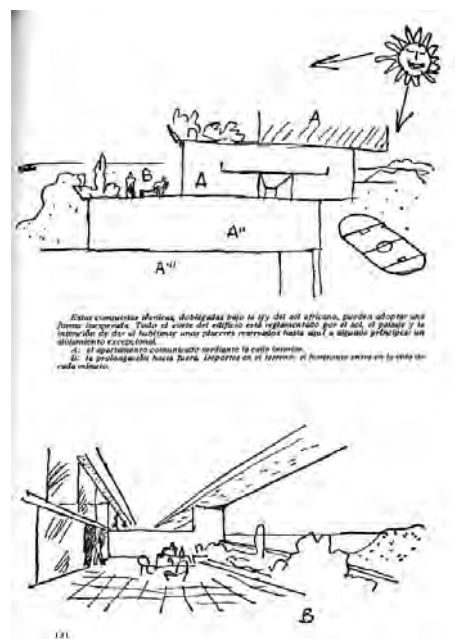 A
B
A
A"
A'''
Estas conquistas técnicas, doblegadas bajo la ley del sol africano, pueden adoptar una
forma inesperada. Todo el corte del edificio está reglamentado por el sol, el paisaje y la
intención de dar al habitante unos placeres reservados hasta aquí a algunos príncipes: un
aislamiento excepcional.
A: el apartamento comunicado mediante la calle interior.
B: la prolongación hacia fuera. Deportes en el terreno; el horizonte entra en la vida de
cada minuto.
B
121